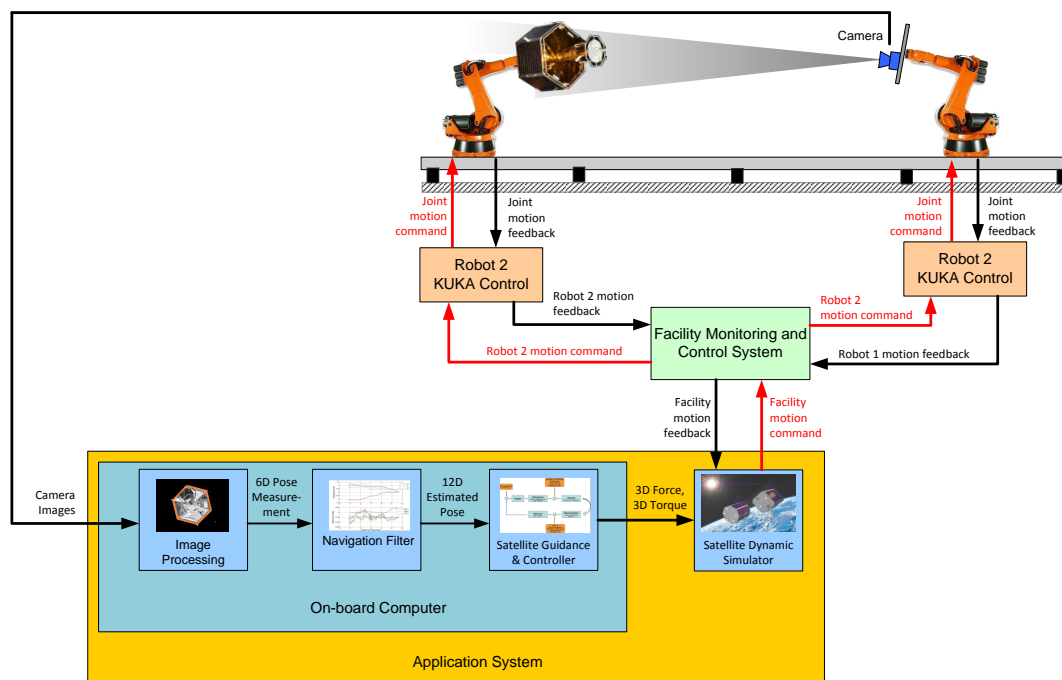 Camera
Joint
motion
command
Joint
motion
feedback
Joint
motion
command
Joint
motion
feedback
Robot 2
KUKA Control
Robot 2
KUKA Control
Robot 2 motion
feedback
Robot 2
motion command
Facility Monitoring and
Control System
Robot 2 motion command
Robot 1 motion feedback
Facility
motion
feedback
Facility
motion
command
Camera
Images
6D Pose
Measure-
ment
12D
Estimated
Pose
3D Force,
3D Torque
Image
Processing
Navigation Filter
Satellite Guidance
& Controller
Satellite Dynamic
Simulator
On-board Computer
Application System